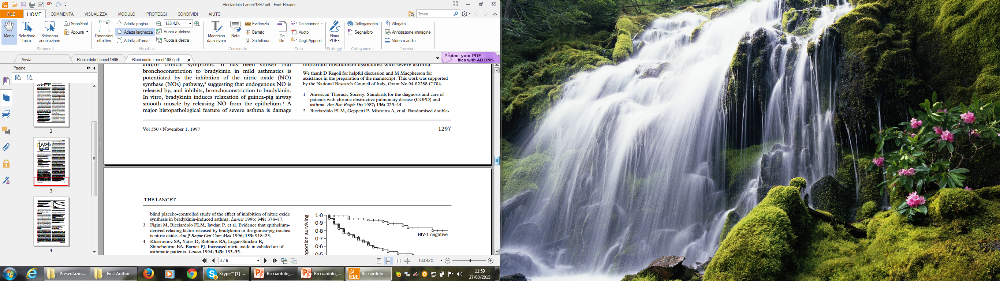 Ricciardolo Lancet1997.pdf - Foxit Reader
FILE HOME COMMENTA VISUALIZZA MODULO PROTEGGI CONDIVIDI AIUTO
Trova
Mano
Seleziona testo
Seleziona annotazione
SnapShot
Appunti
Strumenti
Dimensioni effettive
Adatta pagina
Adatta larghezza
Adatta all'area
133.42%
Ruota a sinistra
Ruota a destra
Visualizza
Macchina da scrivere
Nota
Evidenzia
Barrato
Sottolinea
Commento
Da file
Da scanner
Vuoto
Dagli Appunti
Crea
Firma PDF
Proteggi
Collegamento
Segnalibro
Collegamenti
Allegato
Annotazione immagine
Video e audio
Inserisci
Avvia
Ricciardolo Lancet1996....
Ricciardolo Lancet1997.pdf
Protect your PDF
files with AD RMS
Pagine
2
3
4
and/or clinical symptoms. It has been shown that
bronchoconstriction to bradykinin in mild asthmatics is
potentiated by the inhibition of the nitric oxide (NO)
synthase (NOs) pathway,² suggesting that endogenous NO is
released by, and inhibits, bronchoconstriction to bradykinin.
In vitro, bradykinin induces relaxation of guinea-pig airway
smooth muscle by releasing NO from the epithelium.³ A
major histopathological feature of severe asthma is damage
important mechanism associated with severe asthma.
We thank D Regoli for helpful discussion and M Macpherson for
assistance in the preparation of the manuscript. This work was supported
by the National Research Council of Italy, Grant No 94.02288.CT04.
1 American Thoracic Society. Standards for the diagnosis and care of
patients with chronic obstructive pulmonary disease (COPD) and
asthma. Am Rev Respir Dis 1987; 136: 225–44.
2 Ricciardolo FLM, Geppetti P, Mistretta A, et al. Randomised double-
Vol 350 • November 1, 1997
1297
THE LANCET
blind placebo-controlled study of the effect of inhibition of nitric oxide
synthesis in bradykinin-induced asthma. Lancet 1996; 348: 374–77.
3 Figini M, Ricciardolo FLM, Javdan P, et al. Evidence that epithelium-
derived relaxing factor released by bradykinin in the guinea-pig trachea
is nitric oxide. Am J Respir Crit Care Med 1996; 153: 918–23.
4 Kharitonov SA, Yates D, Robbins RA, Logan-Sinclair R,
Shinebourne EA. Barnes PJ. Increased nitric oxide in exhaled air of
asthmatic patients. Lancet 1994; 343: 133–35.
oportion surviving
1·0
0·9
0·8
0·7
0·6
0·5
HIV-1 negative
3 / 6
133.42%
Presentazio...
First Author
Skype™ [1] -...
Ricciardolo_...
Ricciardolo_...
Ricciardolo ...
11:59
27/03/2015